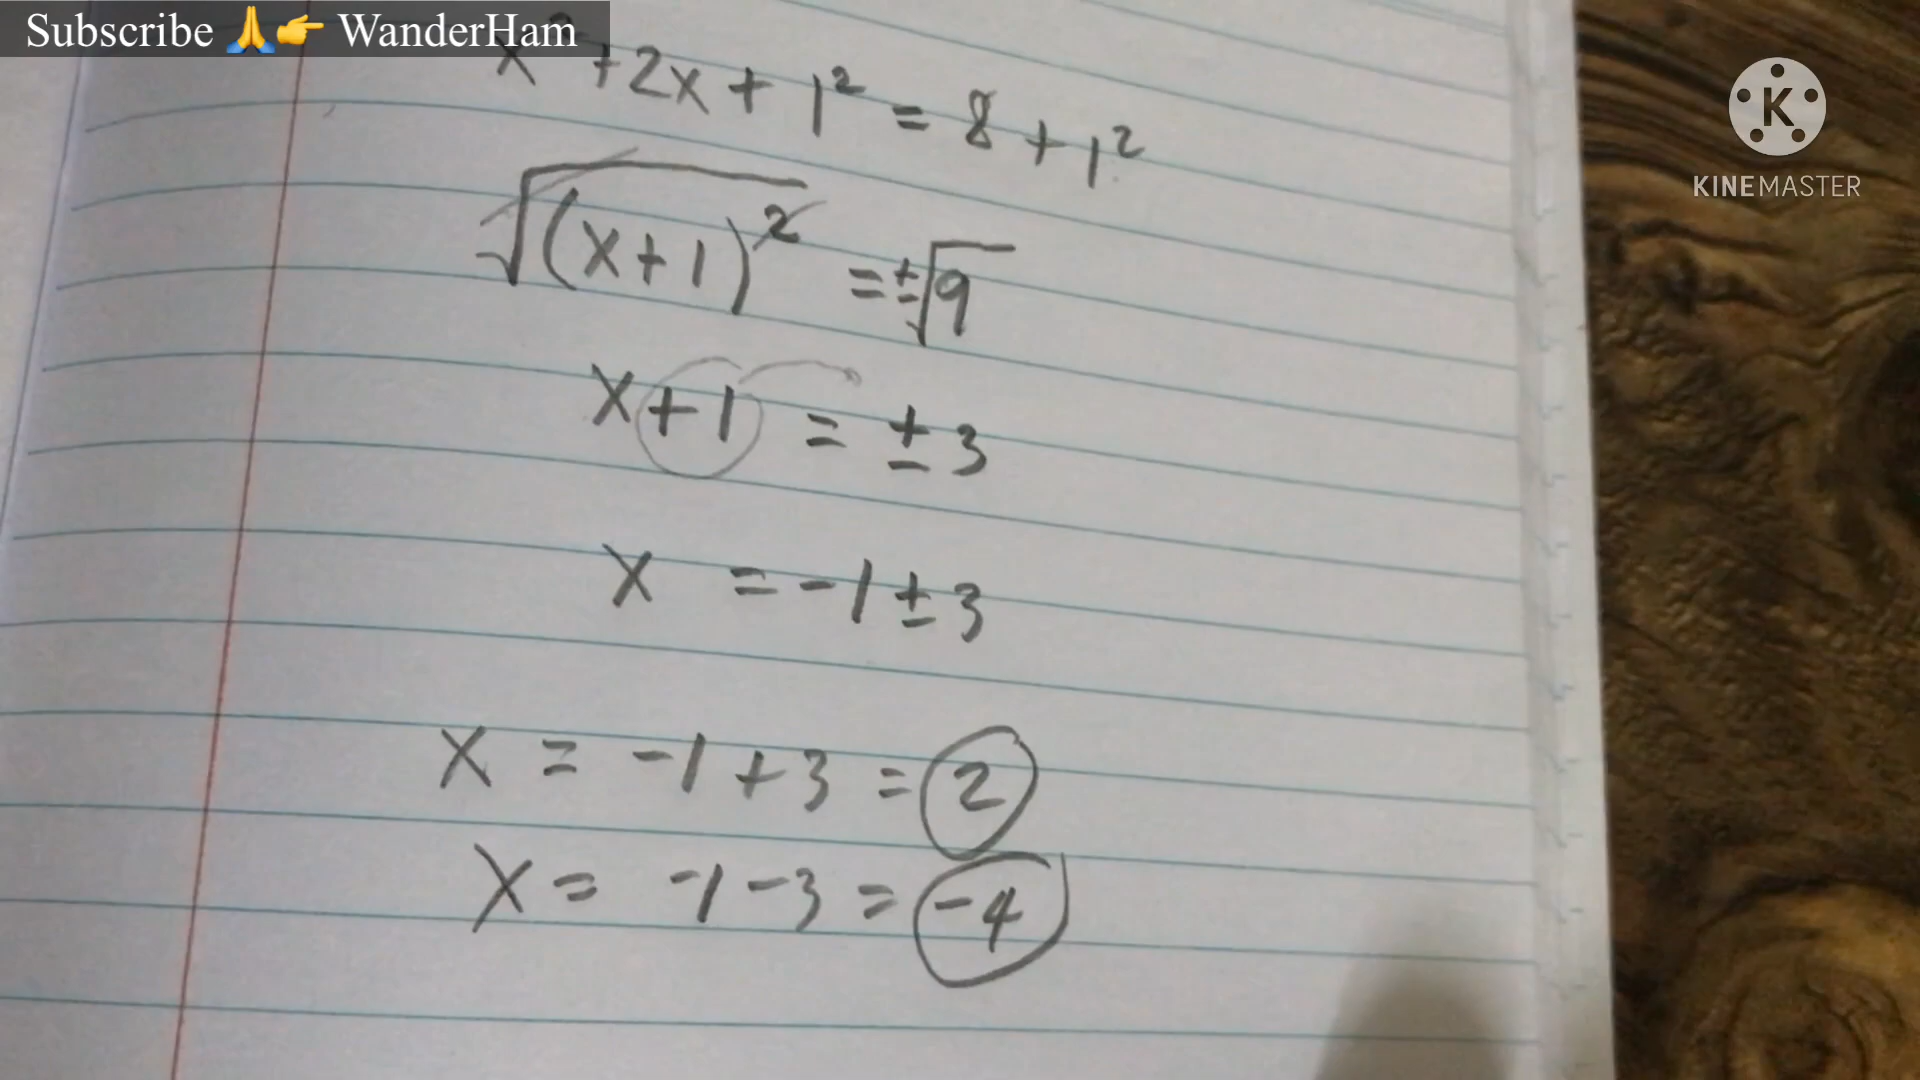 Subscribe 🙏👉 WanderHam
x² +2x + 1² = 8 + 1²
√(x+1)² = ±√9
x+1 = ±3
x = -1 ± 3
x = -1 + 3 = 2
x = -1 - 3 = -4
KINEMASTER